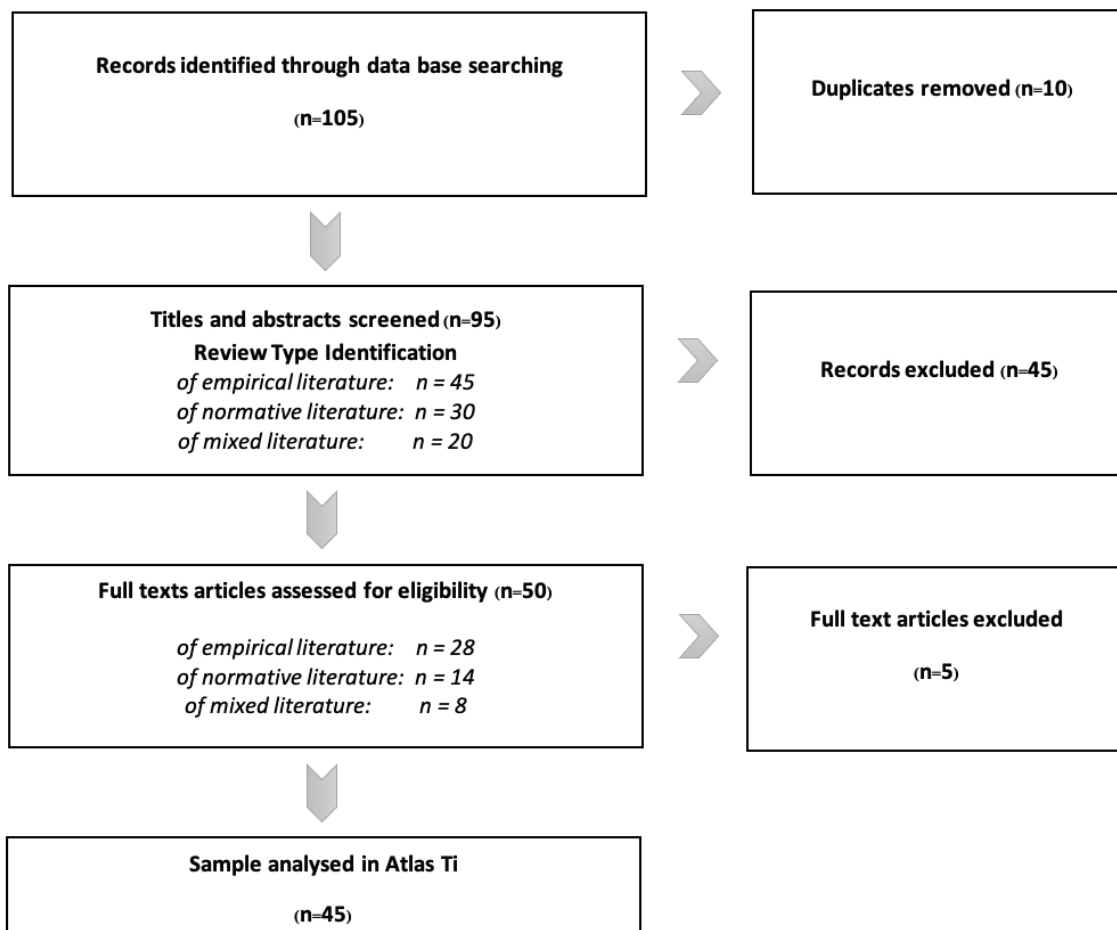 Records identified through data base searching
(n=105)
Duplicates removed (n=10)
Titles and abstracts screened (n=95)
Review Type Identification
of empirical literature: n = 45
of normative literature: n = 30
of mixed literature: n = 20
Records excluded (n=45)
Full texts articles assessed for eligibility (n=50)
of empirical literature: n = 28
of normative literature: n = 14
of mixed literature: n = 8
Full text articles excluded
(n=5)
Sample analysed in Atlas Ti
(n=45)